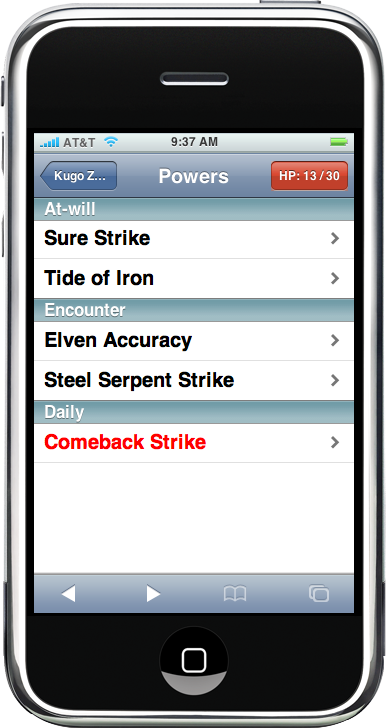 AT&T 9:37 AM
Kugo Z... Powers HP: 13 / 30
At-will
Sure Strike
Tide of Iron
Encounter
Elven Accuracy
Steel Serpent Strike
Daily
Comeback Strike